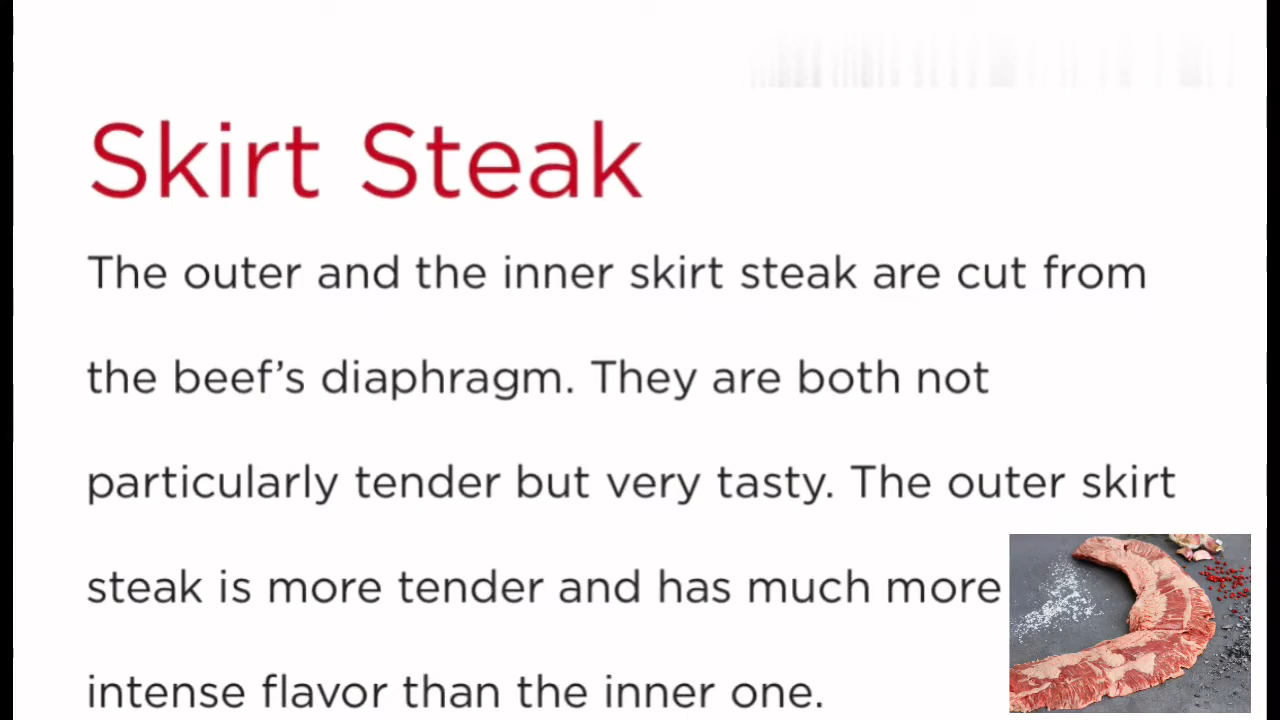 Skirt Steak
The outer and the inner skirt steak are cut from
the beef’s diaphragm. They are both not
particularly tender but very tasty. The outer skirt
steak is more tender and has much more
intense flavor than the inner one.